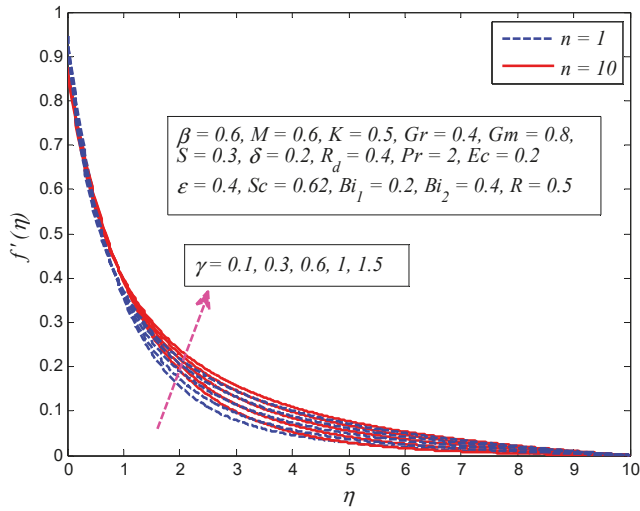 1
0.9
0.8
0.7
0.6
0.5
0.4
0.3
0.2
0.1
0
f '(η)
n = 1
n = 10
β = 0.6, M = 0.6, K = 0.5, Gr = 0.4, Gm = 0.8,
S = 0.3, δ = 0.2, R_d = 0.4, Pr = 2, Ec = 0.2
ε = 0.4, Sc = 0.62, Bi_1 = 0.2, Bi_2 = 0.4, R = 0.5
γ = 0.1, 0.3, 0.6, 1, 1.5
0 1 2 3 4 5 6 7 8 9 10
η